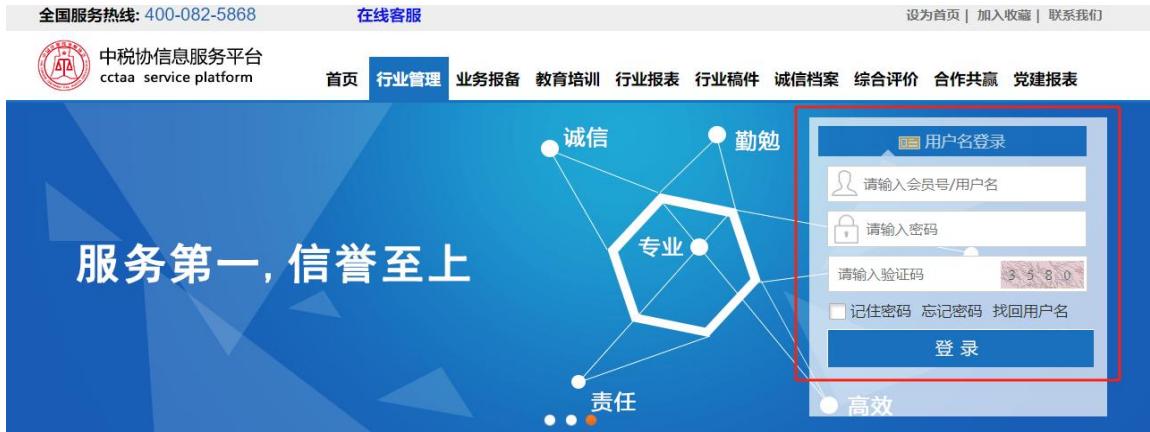 全国服务热线: 400-082-5868 在线客服 设为首页 | 加入收藏 | 联系我们
中税协信息服务平台
cctaa service platform
首页 行业管理 业务报备 教育培训 行业报表 行业稿件 诚信档案 综合评价 合作共赢 党建报表
诚信 勤勉
专业
责任
高效
服务第一,信誉至上
用户名登录
请输入会员号/用户名
请输入密码
请输入验证码 3580
记住密码 忘记密码 找回用户名
登 录